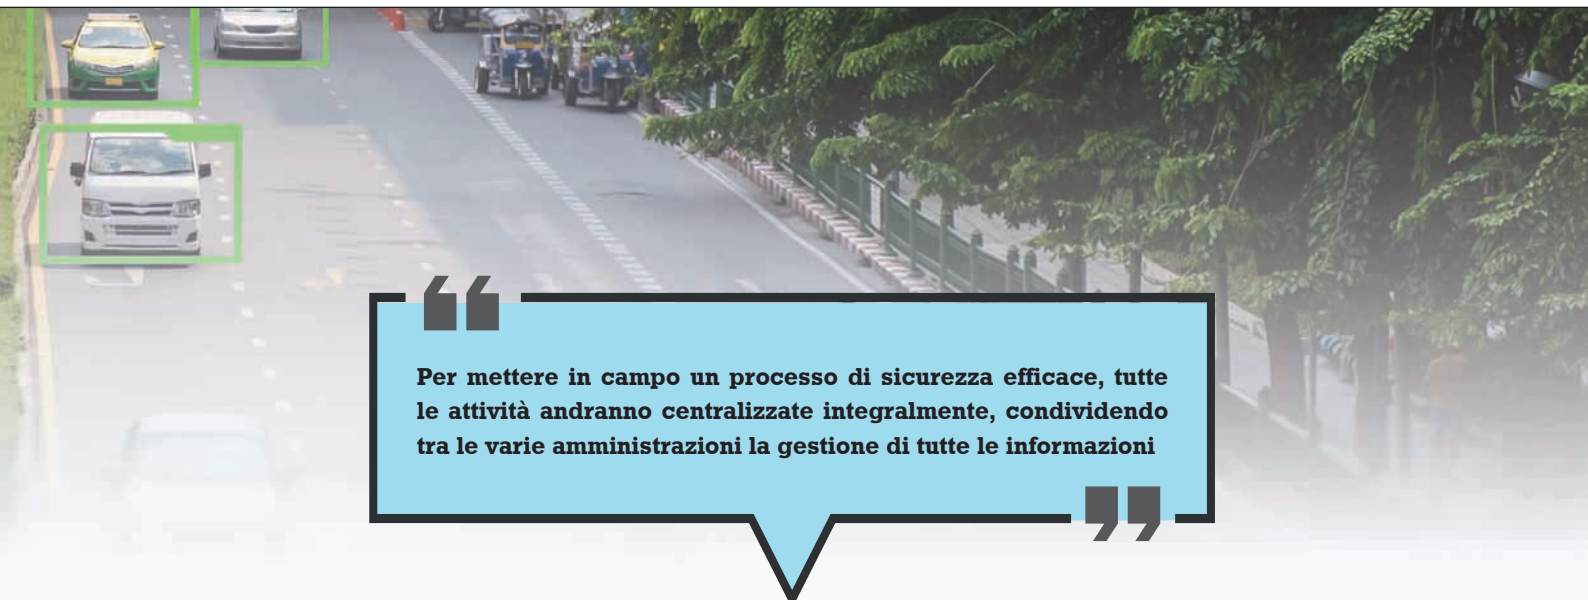 “
Per mettere in campo un processo di sicurezza efficace, tutte
le attività andranno centralizzate integralmente, condividendo
tra le varie amministrazioni la gestione di tutte le informazioni
”